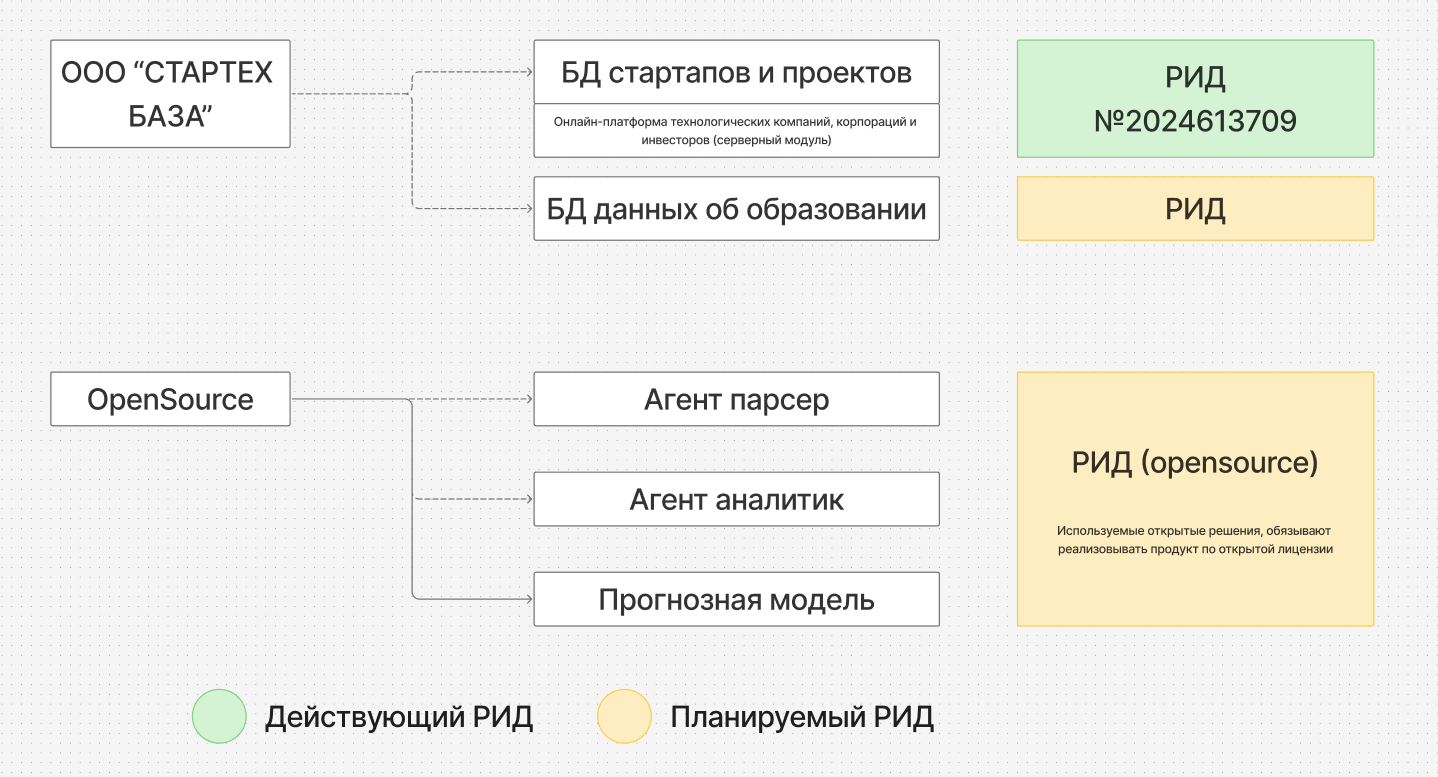 ООО “СТАРТЕХ
БАЗА”
БД стартапов и проектов
Онлайн-платформа технологических компаний, корпораций и
инвесторов (серверный модуль)
РИД
№2024613709
БД данных об образовании
РИД
OpenSource
Агент парсер
Агент аналитик
Прогнозная модель
РИД (opensource)
Используемые открытые решения, обязывают
реализовывать продукт по открытой лицензии
Действующий РИД
Планируемый РИД